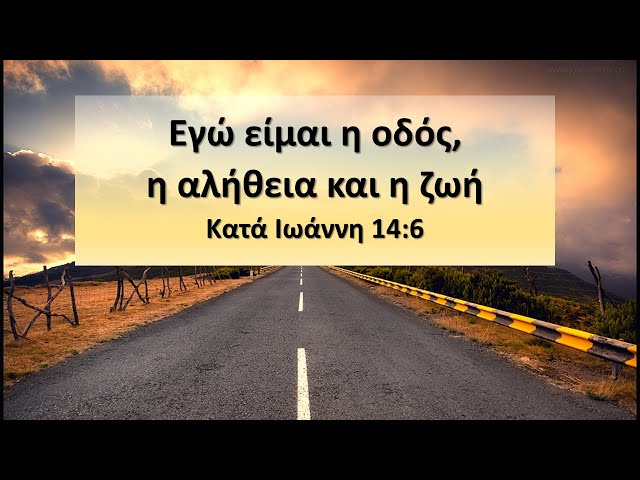 Εγώ είμαι η οδός,
η αλήθεια και η ζωή
Κατά Ιωάννη 14:6